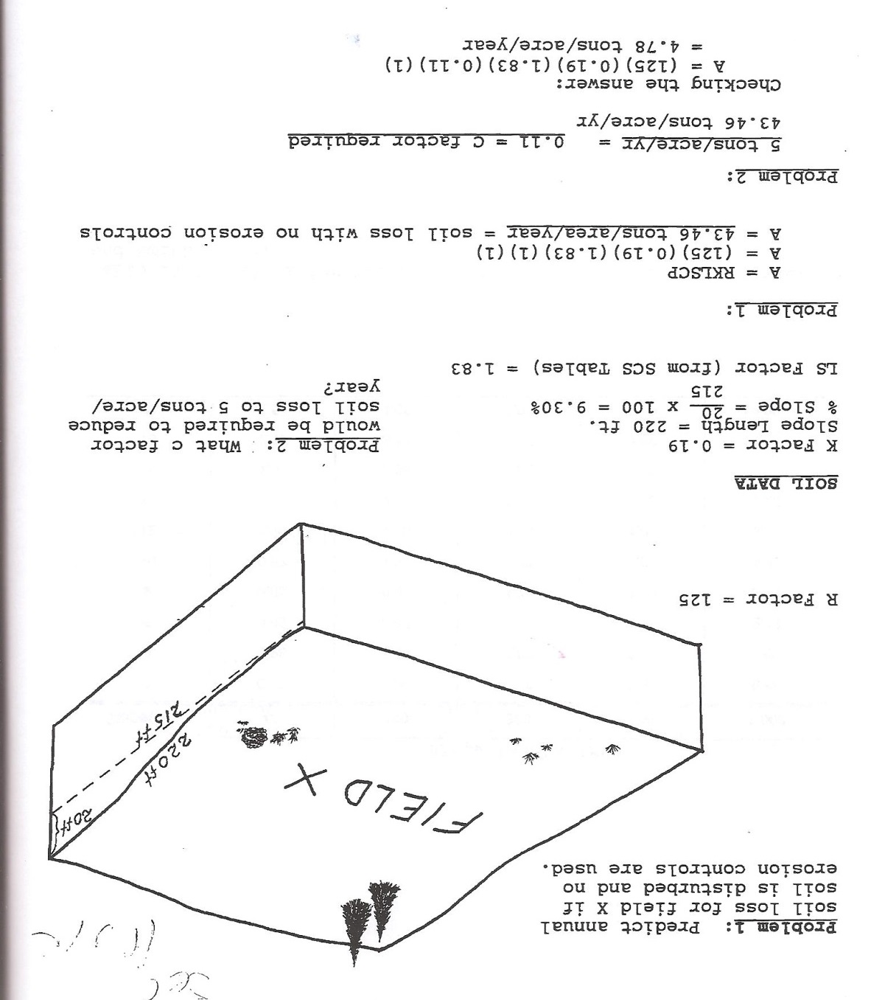 Problem 1: Predict annual
soil loss for field X if
soil is disturbed and no
erosion controls are used.
20ft
220ft
215ft
FIELD X
R Factor = 125
SOIL DATA
K Factor = 0.19
Slope Length = 220 ft.
% Slope = 20/215 x 100 = 9.30%
LS Factor (from SCS Tables) = 1.83
Problem 2: What c factor
would be required to reduce
soil loss to 5 tons/acre/
year?
Problem 1:
A = RKLSCP
A = (125)(0.19)(1.83)(1)(1)
A = 43.46 tons/area/year = soil loss with no erosion controls
Problem 2:
5 tons/acre/yr = 0.11 = C factor required
43.46 tons/acre/yr
Checking the answer:
A = (125)(0.19)(1.83)(0.11)(1)
= 4.78 tons/acre/year